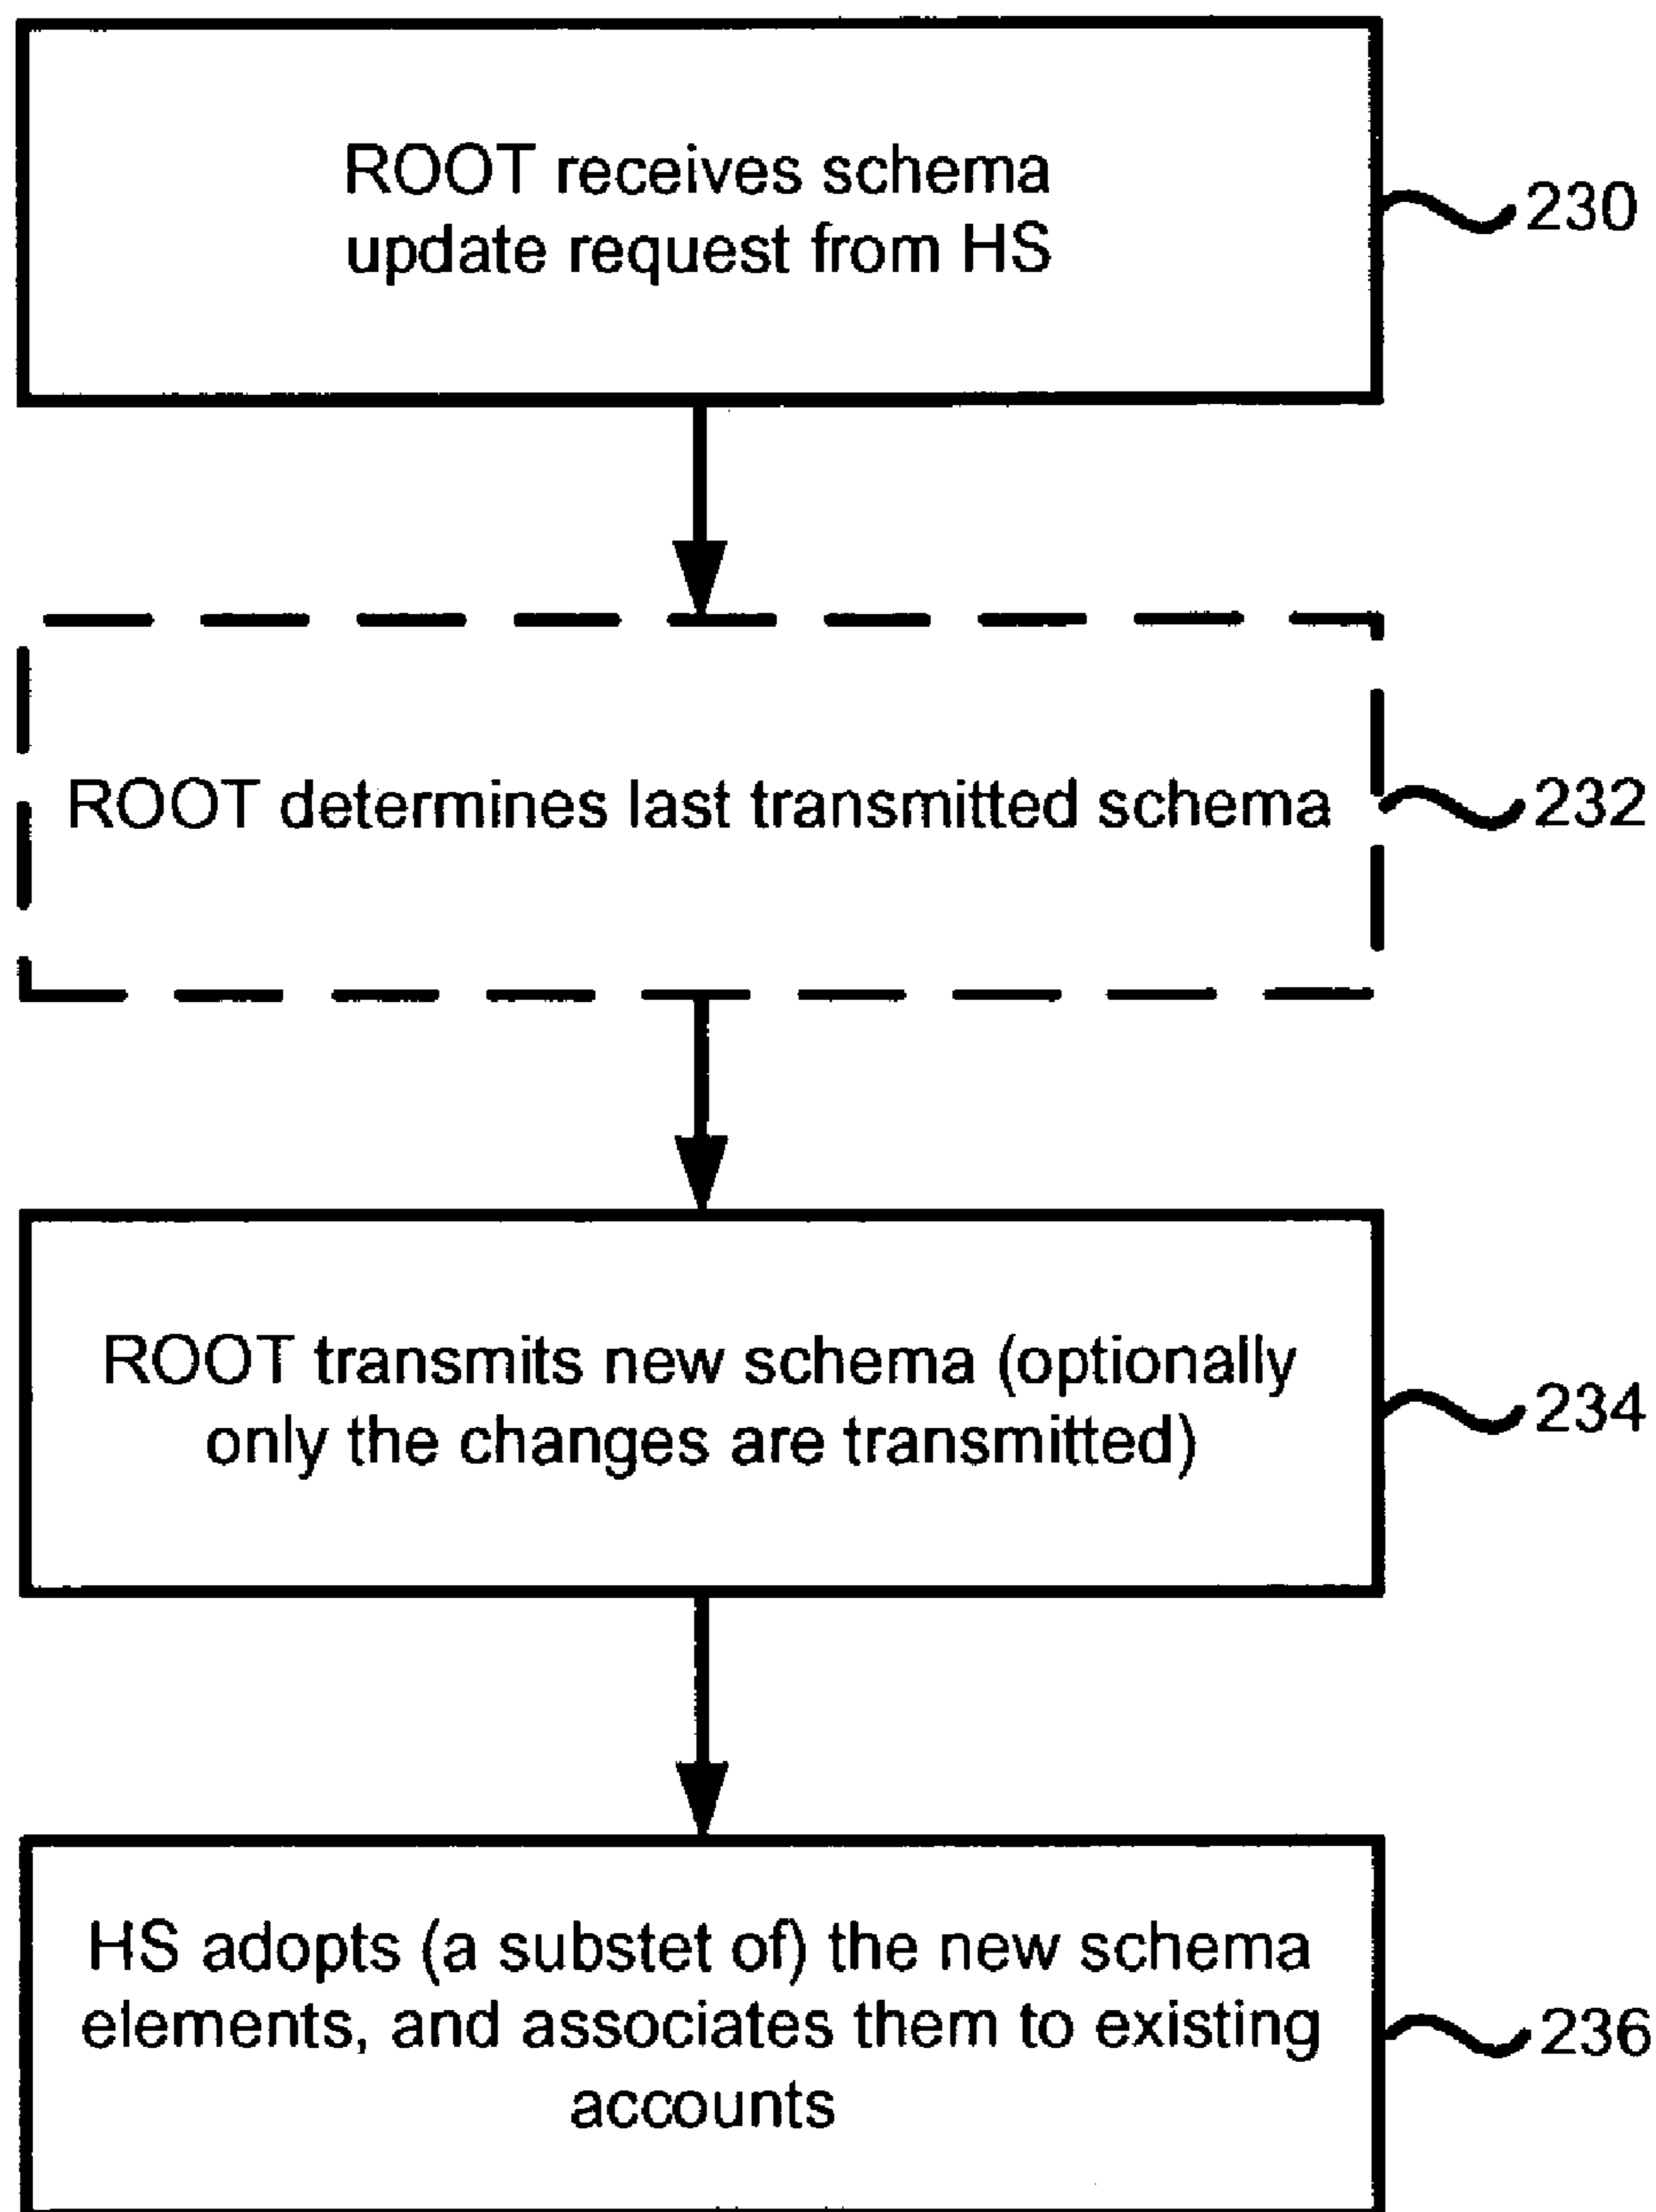 ROOT receives schema
update request from HS
230
ROOT determines last transmitted schema
232
ROOT transmits new schema (optionally
only the changes are transmitted)
234
HS adopts (a substet of) the new schema
elements, and associates them to existing
accounts
236